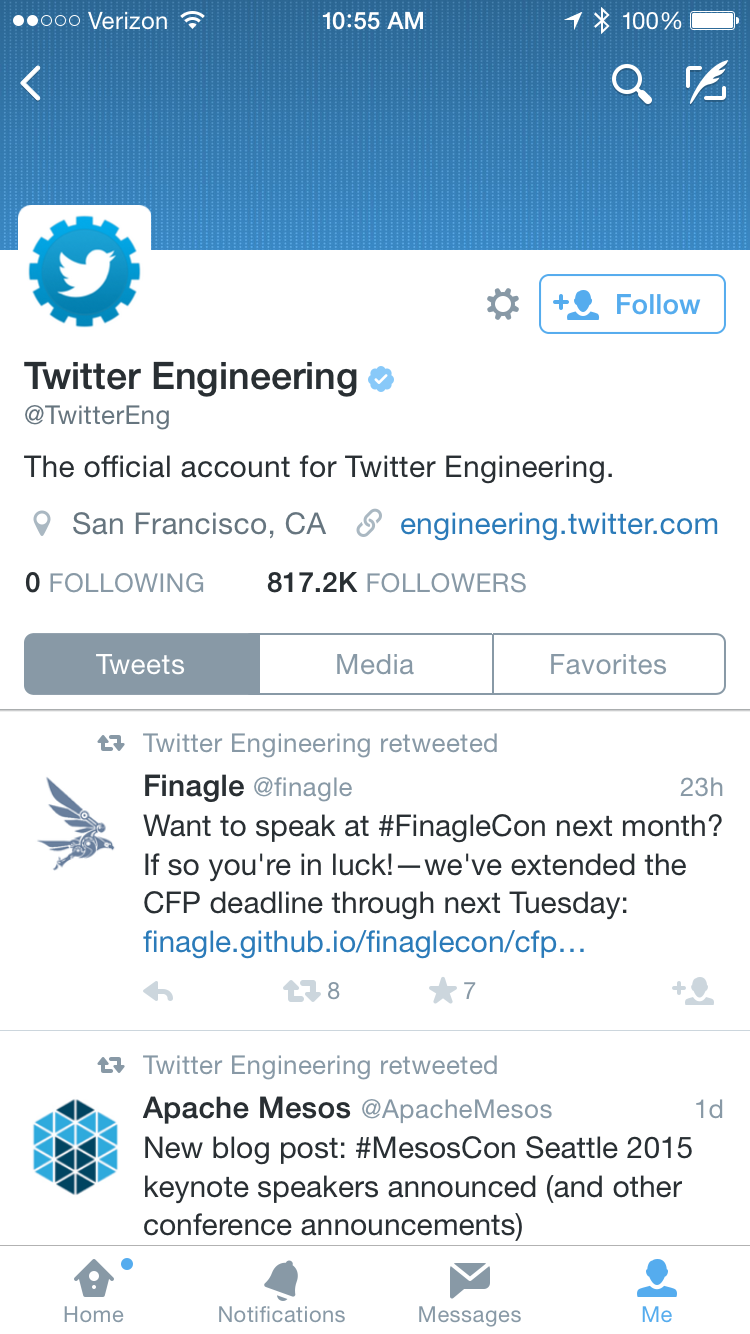 Verizon 10:55 AM 100%
Follow
Twitter Engineering
@TwitterEng
The official account for Twitter Engineering.
San Francisco, CA engineering.twitter.com
0 FOLLOWING 817.2K FOLLOWERS
Tweets Media Favorites
Twitter Engineering retweeted
Finagle @finagle 23h
Want to speak at #FinagleCon next month?
If so you're in luck!—we've extended the
CFP deadline through next Tuesday:
finagle.github.io/finaglecon/cfp…
8 7
Twitter Engineering retweeted
Apache Mesos @ApacheMesos 1d
New blog post: #MesosCon Seattle 2015
keynote speakers announced (and other
conference announcements)
Home Notifications Messages Me